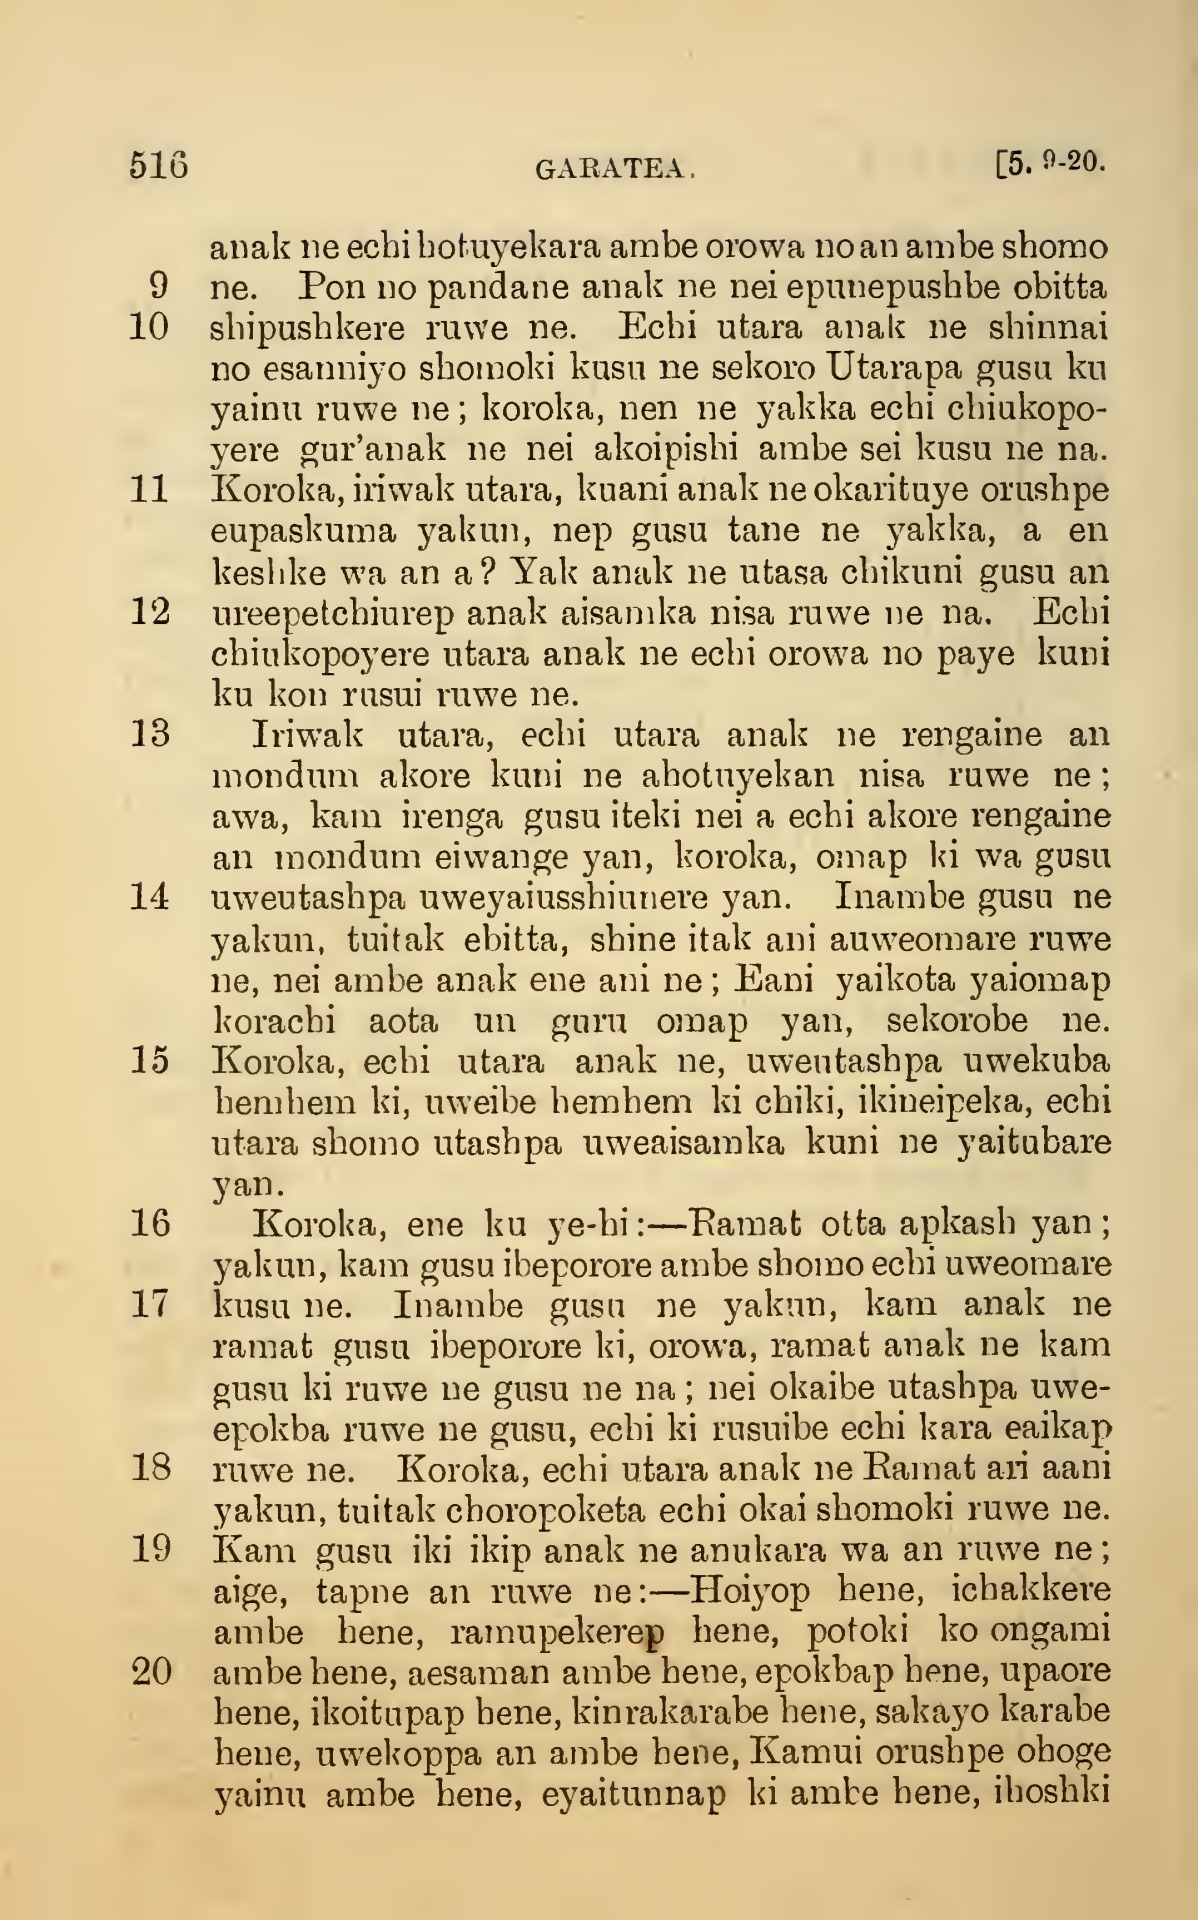 516 GARATEA. [5. 9-20.
anak ne echi hotuyekara ambe orowa no an ambe shomo
9 ne. Pon no pandane anak ne nei epunepushbe obitta
10 shipushkere ruwe ne. Echi utara anak ne shinnai
no esanniyo shomoki kusu ne sekoro Utarapa gusu ku
yainu ruwe ne; koroka, nen ne yakka echi chiukopo-
yere gur'anak ne nei akoipishi ambe sei kusu ne na.
11 Koroka, iriwak utara, kuani anak ne okarituye orushpe
eupaskuma yakun, nep gusu tane ne yakka, a en
keshke wa an a? Yak anak ne utasa chikuni gusu an
12 ureepetchiurep anak aisamka nisa ruwe ne na. Echi
chiukopoyere utara anak ne echi orowa no paye kuni
ku kon rusui ruwe ne.
13 Iriwak utara, echi utara anak ne rengaine an
mondum akore kuni ne ahotuyekan nisa ruwe ne;
awa, kam irenga gusu iteki nei a echi akore rengaine
an mondum eiwange yan, koroka, omap ki wa gusu
14 uweutashpa uweyaiusshiunere yan. Inambe gusu ne
yakun, tuitak ebitta, shine itak ani auweomare ruwe
ne, nei ambe anak ene ani ne; Eani yaikota yaiomap
korachi aota un guru omap yan, sekorobe ne.
15 Koroka, echi utara anak ne, uweutashpa uwekuba
hemhem ki, uweibe hemhem ki chiki, ikineipeka, echi
utara shomo utashpa uweaisamka kuni ne yaitubare
yan.
16 Koroka, ene ku ye-hi:—Ramat otta apkash yan;
yakun, kam gusu ibeporore ambe shomo echi uweomare
17 kusu ne. Inambe gusu ne yakun, kam anak ne
ramat gusu ibeporore ki, orowa, ramat anak ne kam
gusu ki ruwe ne gusu ne na; nei okaibe utashpa uwe-
epokba ruwe ne gusu, echi ki rusuibe echi kara eaikap
18 ruwe ne. Koroka, echi utara anak ne Ramat ari aani
yakun, tuitak choropoketa echi okai shomoki ruwe ne.
19 Kam gusu iki ikip anak ne anukara wa an ruwe ne;
aige, tapne an ruwe ne:—Hoiyop hene, ichakkere
ambe hene, ramupekerep hene, potoki ko ongami
20 ambe hene, aesaman ambe hene, epokbap hene, upaore
hene, ikoitupap hene, kinrakarabe hene, sakayo karabe
hene, uwekoppa an ambe hene, Kamui orushpe ohoge
yainu ambe hene, eyaitunnap ki ambe hene, ihoshki